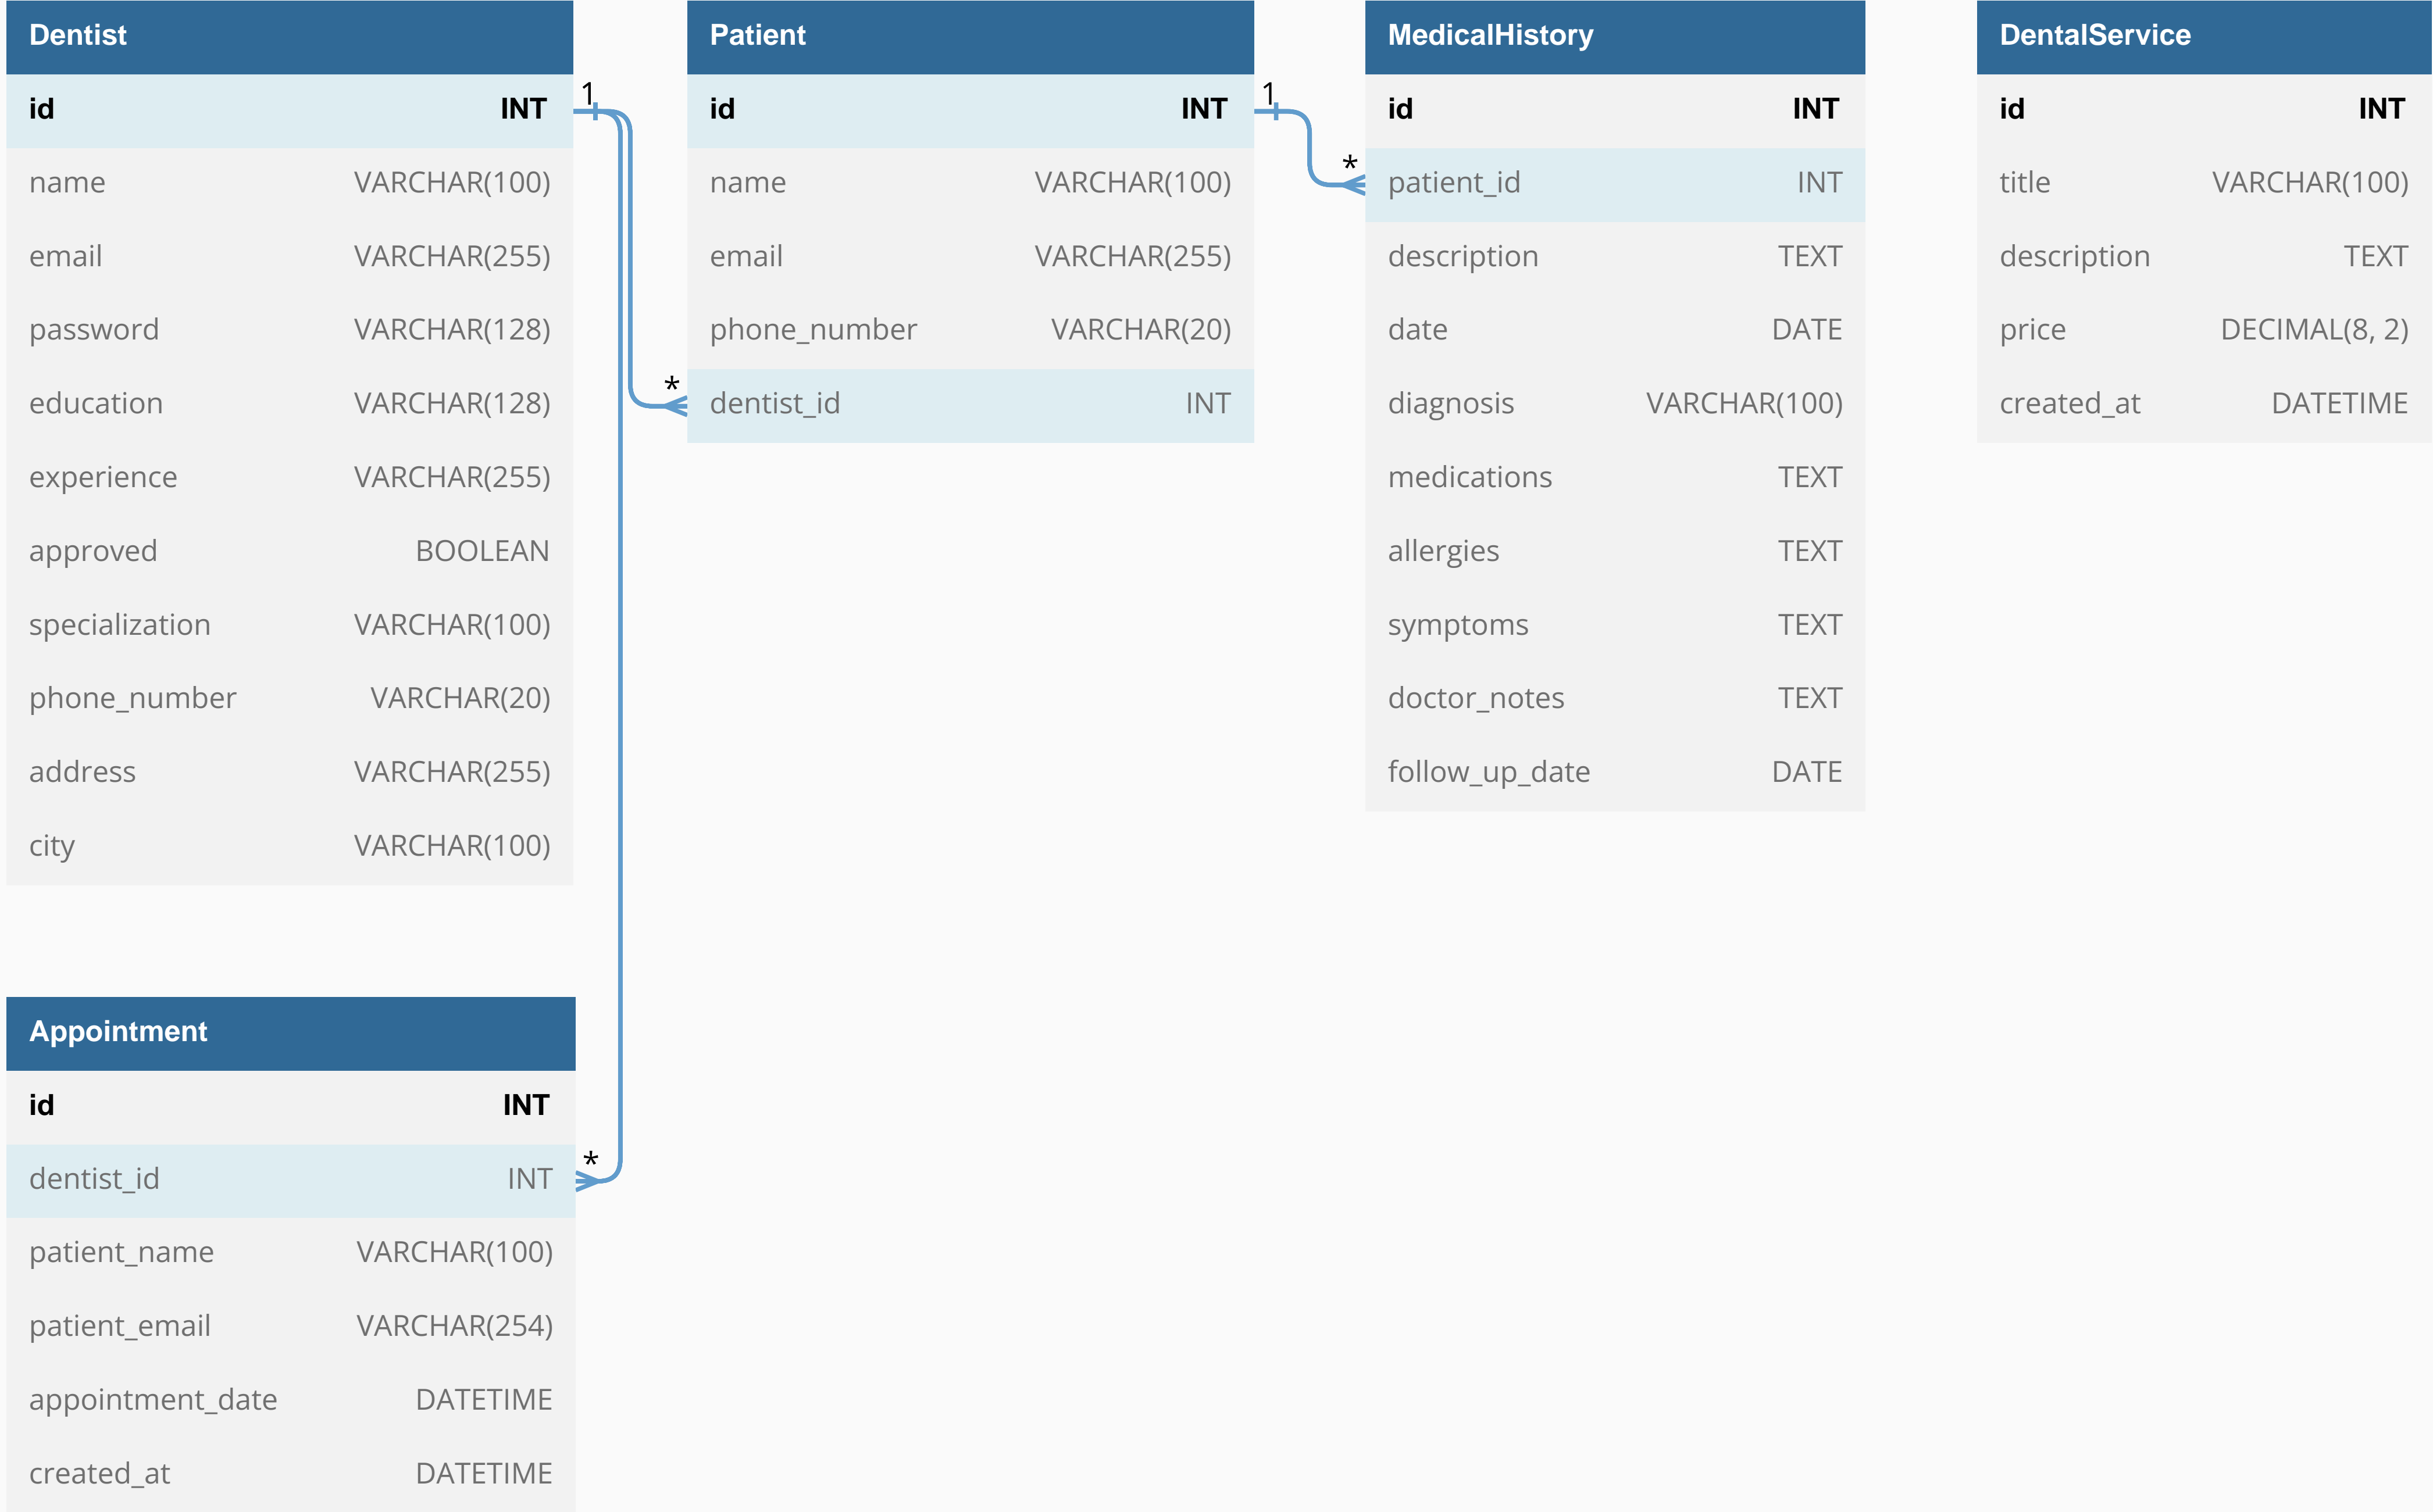 Dentist
id INT
name VARCHAR(100)
email VARCHAR(255)
password VARCHAR(128)
education VARCHAR(128)
experience VARCHAR(255)
approved BOOLEAN
specialization VARCHAR(100)
phone_number VARCHAR(20)
address VARCHAR(255)
city VARCHAR(100)
1
*
Patient
id INT
name VARCHAR(100)
email VARCHAR(255)
phone_number VARCHAR(20)
dentist_id INT
1
*
MedicalHistory
id INT
patient_id INT
description TEXT
date DATE
diagnosis VARCHAR(100)
medications TEXT
allergies TEXT
symptoms TEXT
doctor_notes TEXT
follow_up_date DATE
DentalService
id INT
title VARCHAR(100)
description TEXT
price DECIMAL(8, 2)
created_at DATETIME
Appointment
id INT
dentist_id INT
*
patient_name VARCHAR(100)
patient_email VARCHAR(254)
appointment_date DATETIME
created_at DATETIME